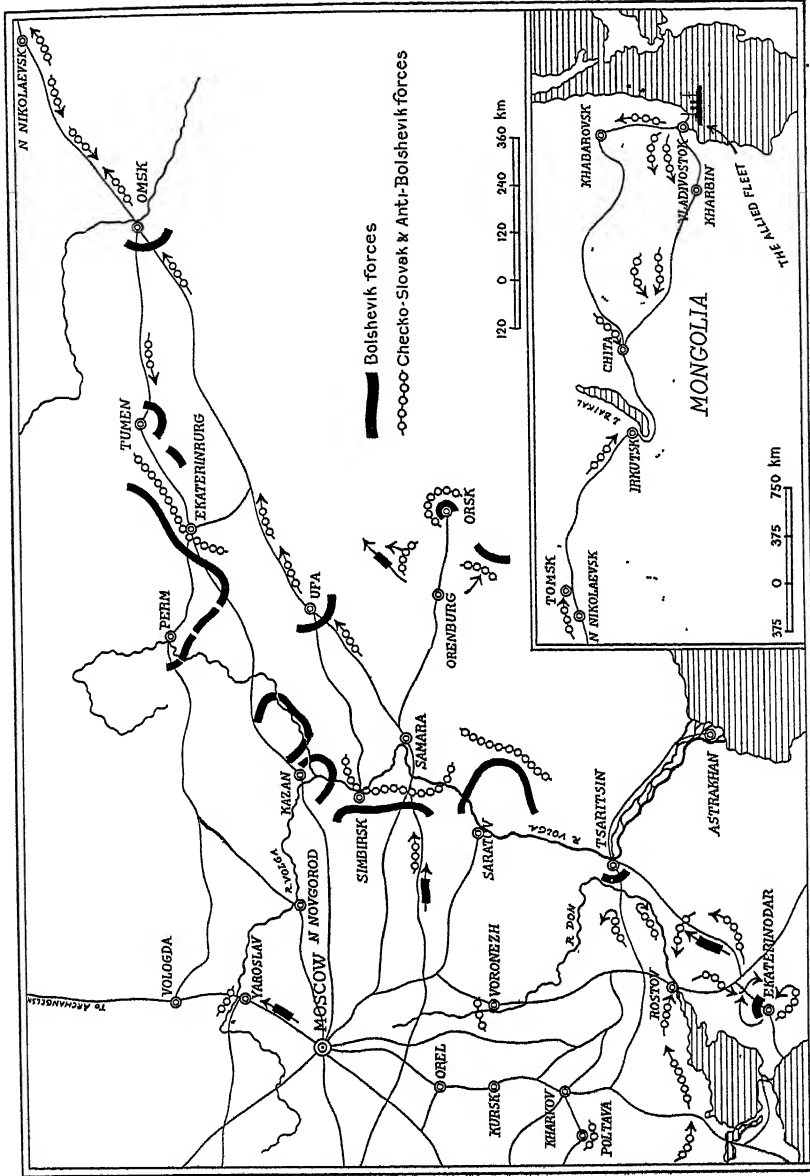 N NIKOLAEVSK
OMSK
TUMEN
EKATERINBURG
PERM
UFA
ORSK
ORENBURG
KAZAN
SIMBIRSK
SAMARA
R. VOLGA
N NOVGOROD
VOLOGDA
To ARCHANGELSK
YAROSLAV
MOSCOW
SARATOV
R. VOLGA
TSARITSIN
ASTRAKHAN
R DON
VORONEZH
OREL
KURSK
KHARKOV
POLTAVA
ROSTOV
EKATERINODAR
Bolshevik forces
Checko-Slovak & Anti-Bolshevik forces
120 0 120 240 360 km
KHABAROVSK
VLADIVOSTOK
KHARBIN
THE ALLIED FLEET
CHITA
MONGOLIA
L BAIKAL
IRKUTSK
TOMSK
N NIKOLAEVSK
375 0 375 750 km